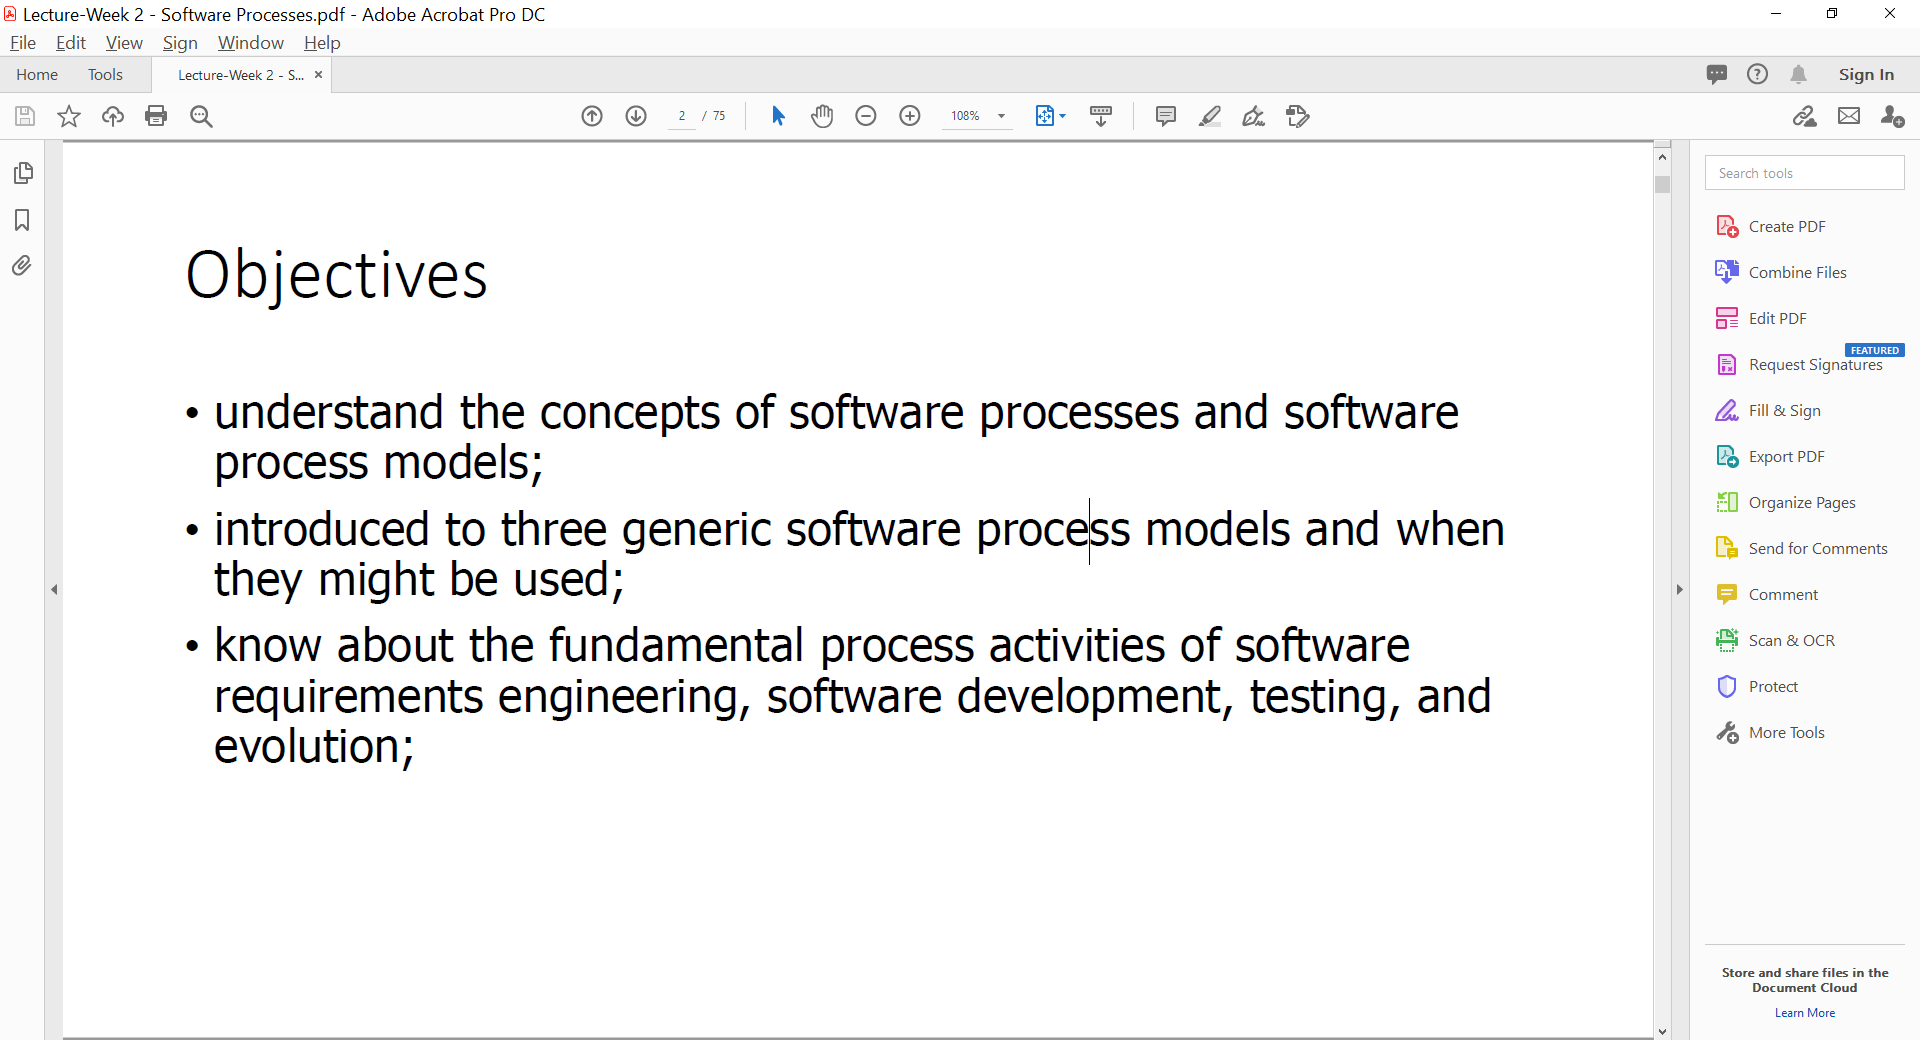 Lecture-Week 2 - Software Processes.pdf - Adobe Acrobat Pro DC
File Edit View Sign Window Help
Home Tools Lecture-Week 2 - S... × Sign In
2 / 75 108%
Objectives
• understand the concepts of software processes and software
process models;
• introduced to three generic software process models and when
they might be used;
• know about the fundamental process activities of software
requirements engineering, software development, testing, and
evolution;
Search tools
Create PDF
Combine Files
Edit PDF
FEATURED
Request Signatures
Fill & Sign
Export PDF
Organize Pages
Send for Comments
Comment
Scan & OCR
Protect
More Tools
Store and share files in the
Document Cloud
Learn More